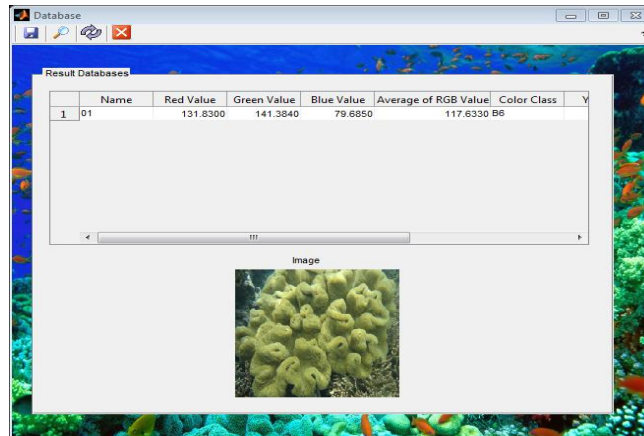 Database
Result Databases
Name Red Value Green Value Blue Value Average of RGB Value Color Class Y
1 01 131.8300 141.3840 79.6850 117.6330 B6
Image